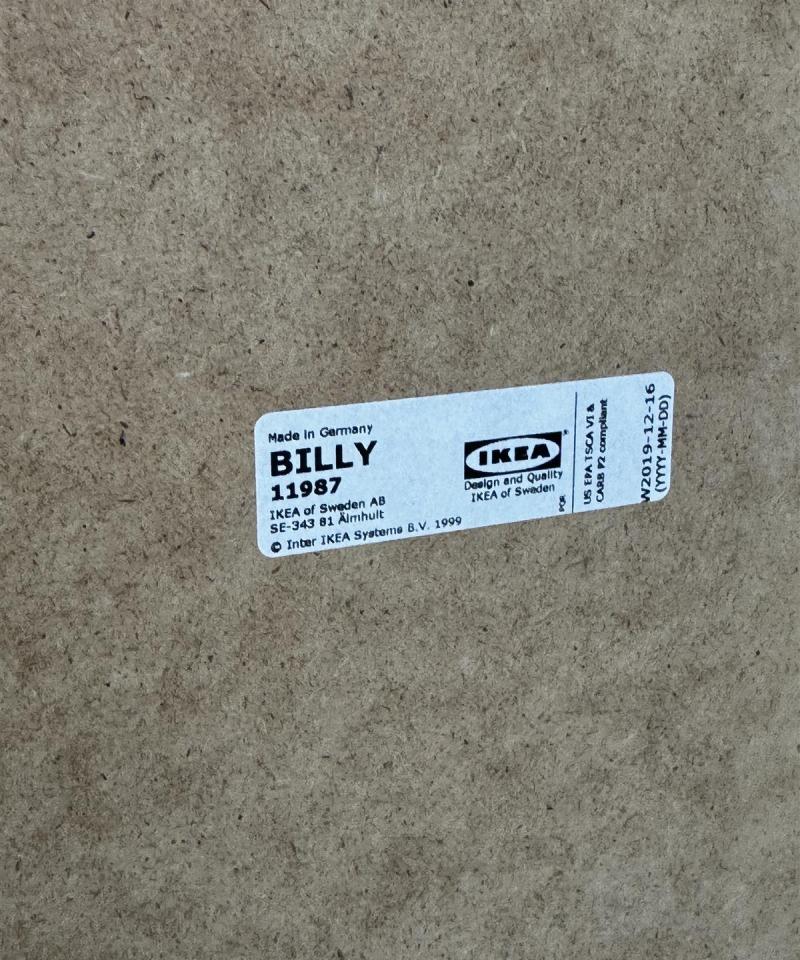 Made in Germany
BILLY
11987
IKEA of Sweden AB
SE-343 81 Älmhult
© Inter IKEA Systems B.V. 1999
IKEA®
Design and Quality
IKEA of Sweden
US EPA TSCA VI &
CARB P2 compliant
W2019-12-16
(YYY-MM-DD)